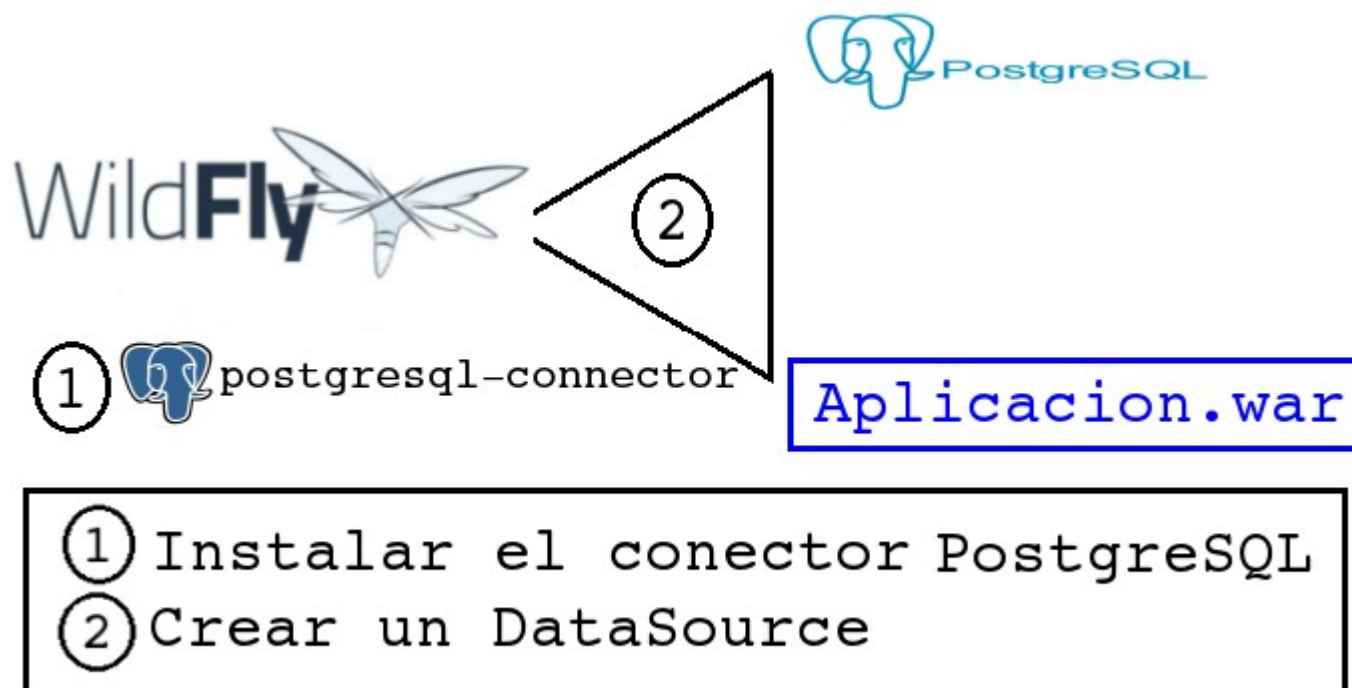 PostgreSQL
WildFly
2
1 postgresql-connector
Aplicacion.war
1 Instalar el conector PostgreSQL
2 Crear un DataSource